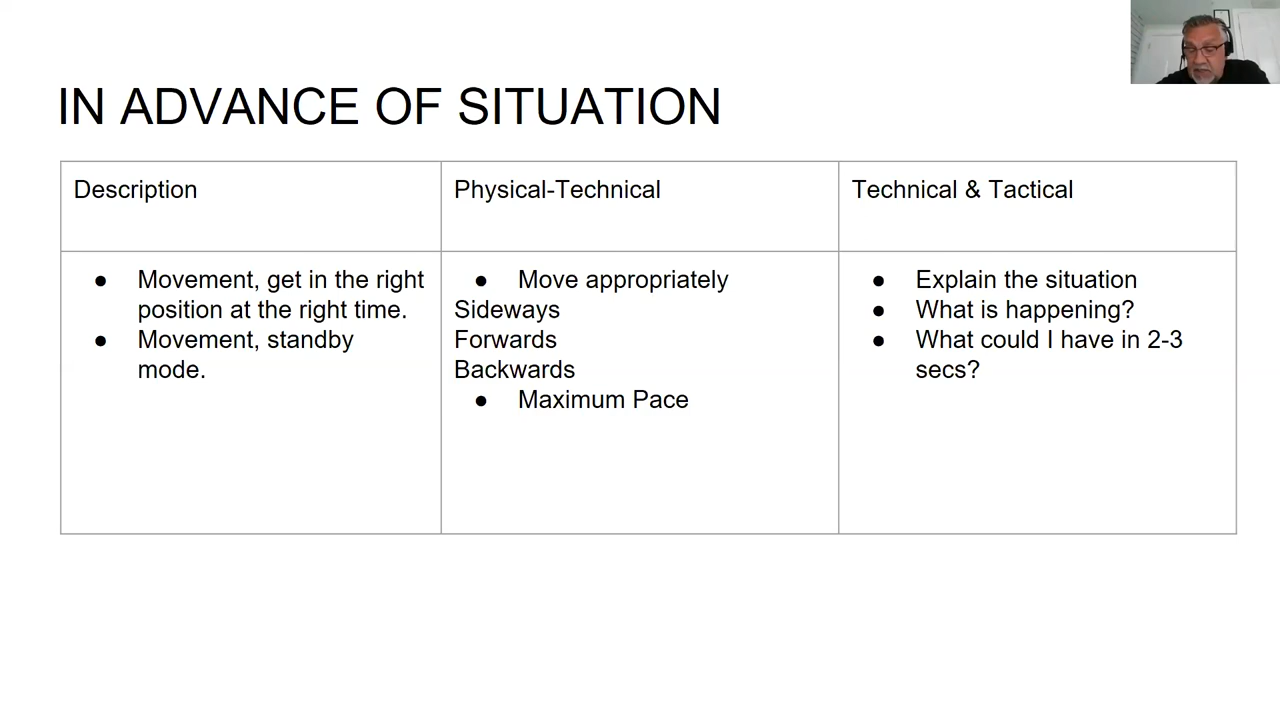 IN ADVANCE OF SITUATION
Description
Physical-Technical
Technical & Tactical
● Movement, get in the right
position at the right time.
● Movement, standby
mode.
● Move appropriately
Sideways
Forwards
Backwards
● Maximum Pace
● Explain the situation
● What is happening?
● What could I have in 2-3
secs?